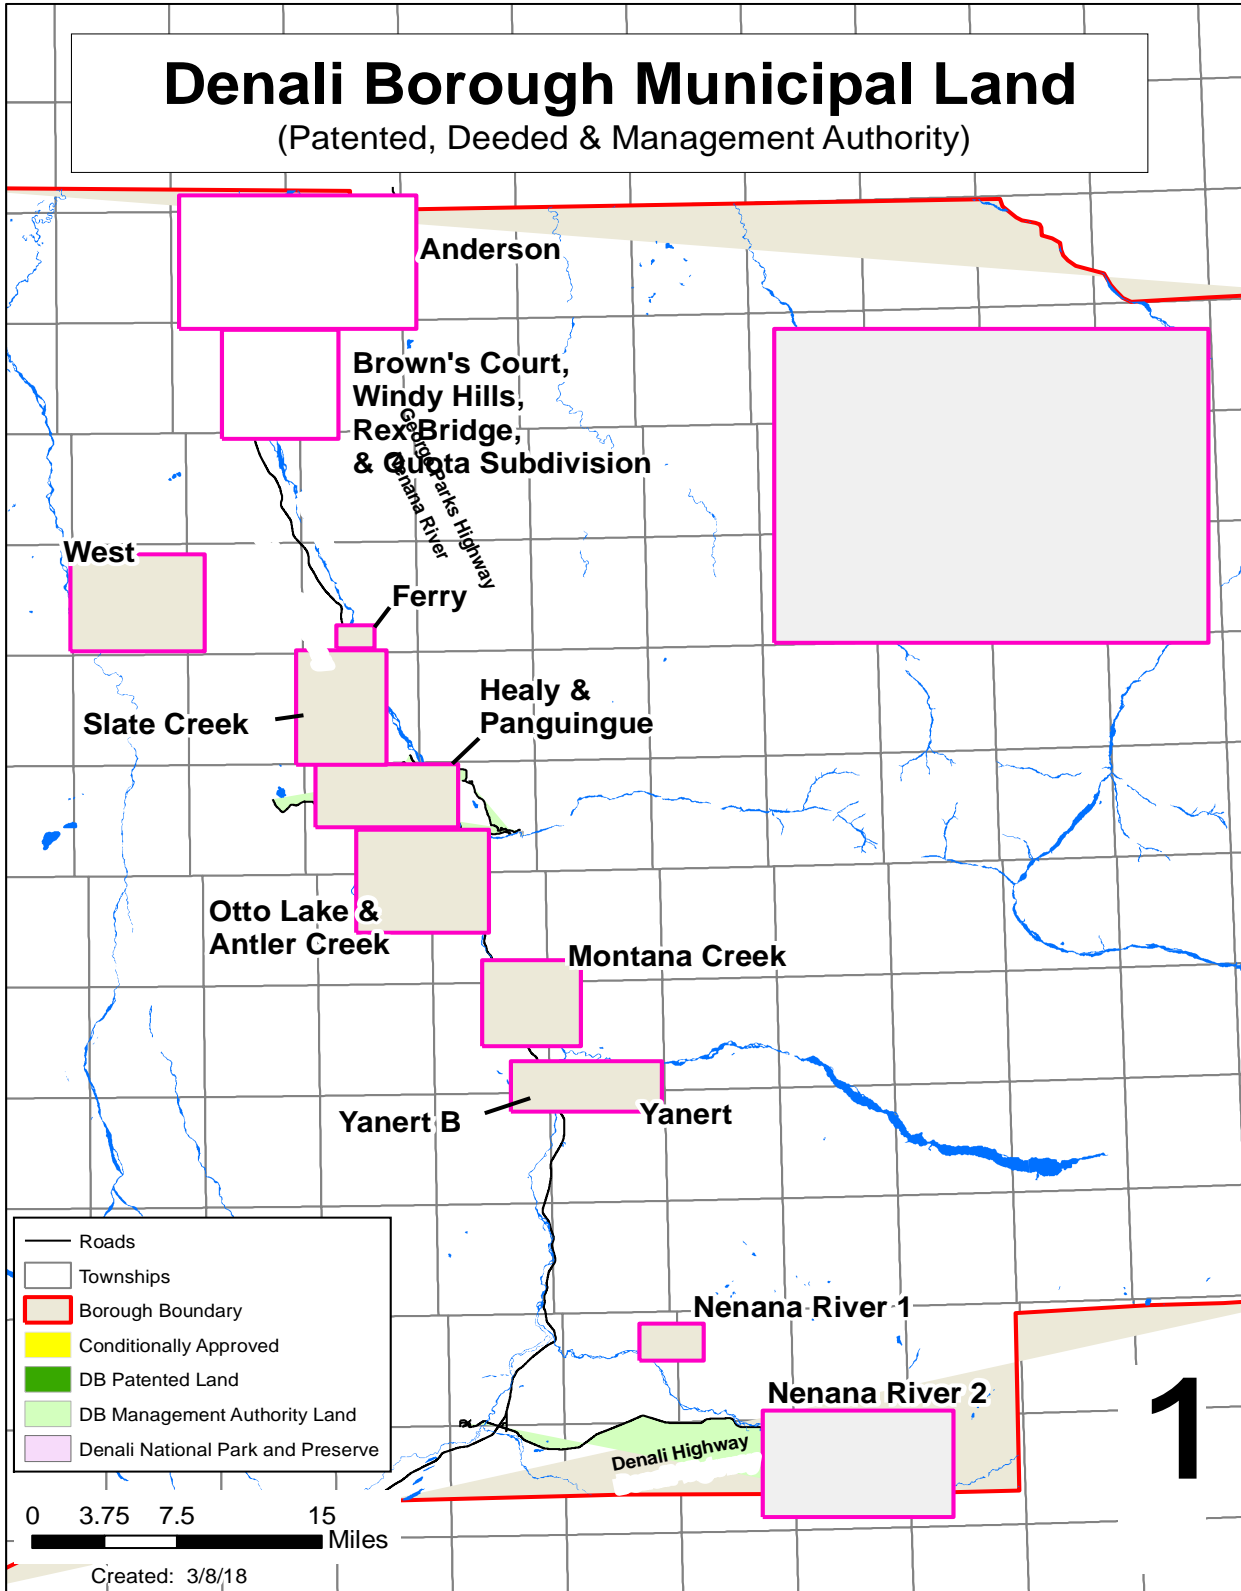 Denali Borough Municipal Land
(Patented, Deeded & Management Authority)
Anderson
Brown's Court,
Windy Hills,
Rex Bridge,
& Quota Subdivision
George Parks Highway
Nenana River
West
Ferry
Healy &
Panguingue
Slate Creek
Otto Lake &
Antler Creek
Montana Creek
Yanert B
Yanert
Nenana River 1
Nenana River 2
Denali Highway
1
Roads
Townships
Borough Boundary
Conditionally Approved
DB Patented Land
DB Management Authority Land
Denali National Park and Preserve
0 3.75 7.5 15
Miles
Created: 3/8/18